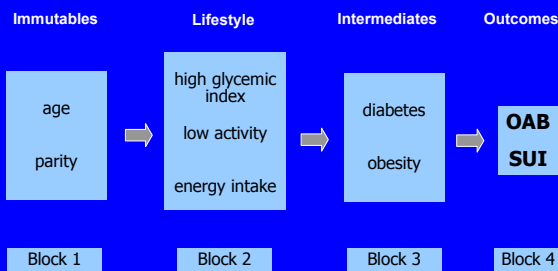 Immutables
Lifestyle
Intermediates
Outcomes
age
parity
high glycemic
index
low activity
energy intake
diabetes
obesity
OAB
SUI
Block 1
Block 2
Block 3
Block 4